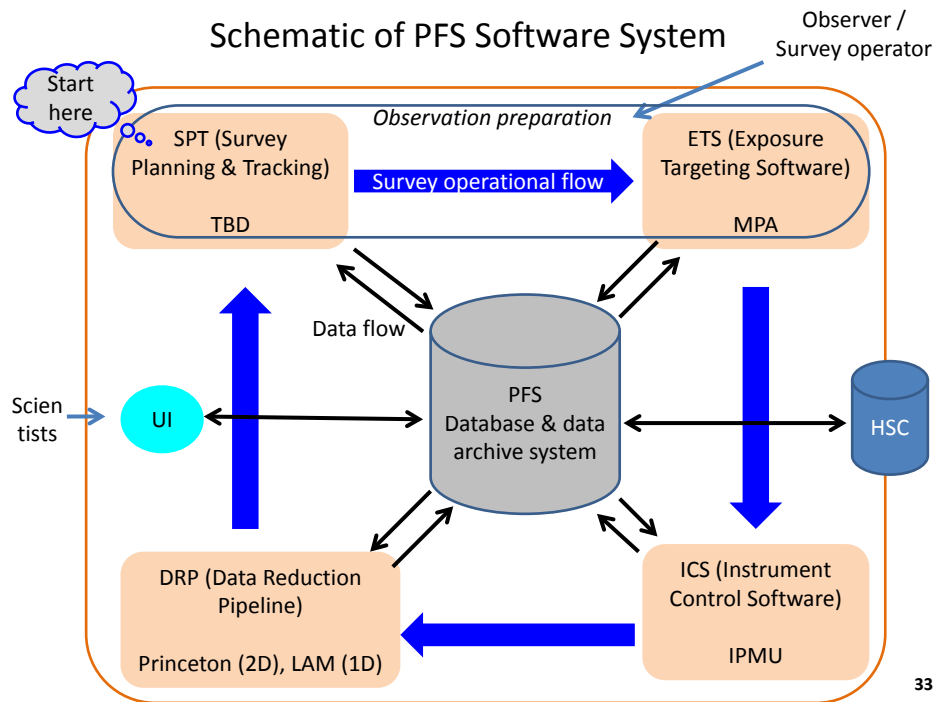 Schematic of PFS Software System
Observer /
Survey operator
Start
here
Observation preparation
SPT (Survey
Planning & Tracking)
TBD
Survey operational flow
ETS (Exposure
Targeting Software)
MPA
Data flow
Scien
tists
UI
PFS
Database & data
archive system
HSC
DRP (Data Reduction
Pipeline)
Princeton (2D), LAM (1D)
ICS (Instrument
Control Software)
IPMU
33